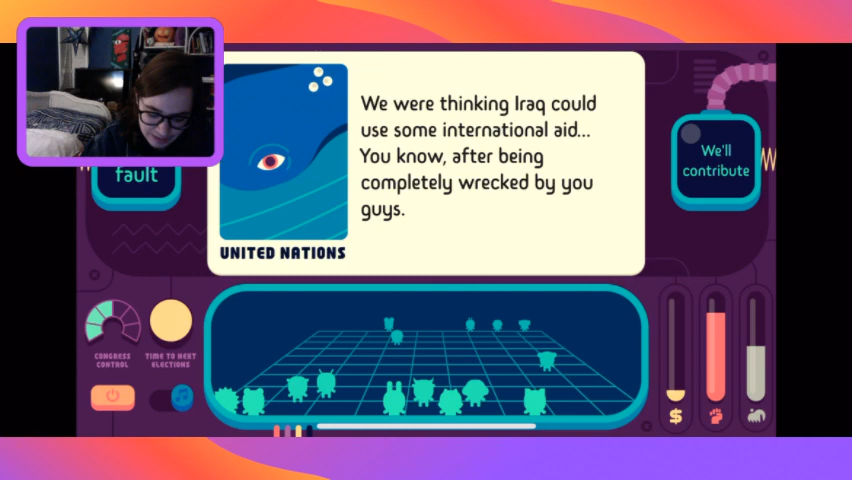 We were thinking Iraq could
use some international aid...
You know, after being
completely wrecked by you
guys.
UNITED NATIONS
fault
We'll
contribute
CONGRESS
CONTROL
TIME TO NEXT
ELECTIONS
$